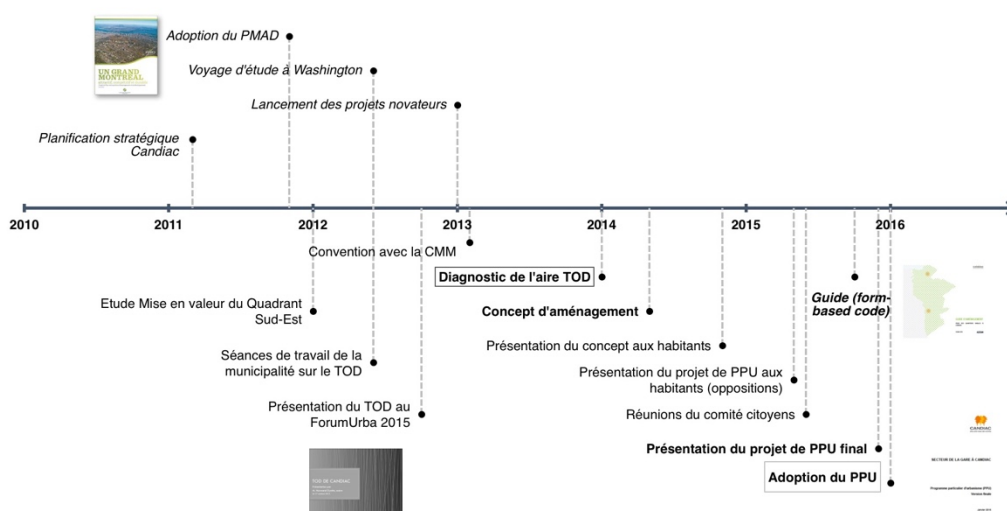 Adoption du PMAD
UN GRAND
MONTRÉAL
Voyage d'étude à Washington
Lancement des projets novateurs
Planification stratégique
Candiac
2010
2011
2012
2013
2014
2015
2016
Convention avec la CMM
Diagnostic de l'aire TOD
Guide (form-
based code)
Etude Mise en valeur du Quadrant
Sud-Est
Concept d'aménagement
Présentation du concept aux habitants
Séances de travail de la
municipalité sur le TOD
Présentation du projet de PPU aux
habitants (oppositions)
Présentation du TOD au
ForumUrba 2015
Réunions du comité citoyens
CANDIAC
Présentation du projet de PPU final
SECTEUR DE LA GARE À CANDIAC
Adoption du PPU
TOD DE CANDIAC
Programme particulier d'urbanisme (PPU)